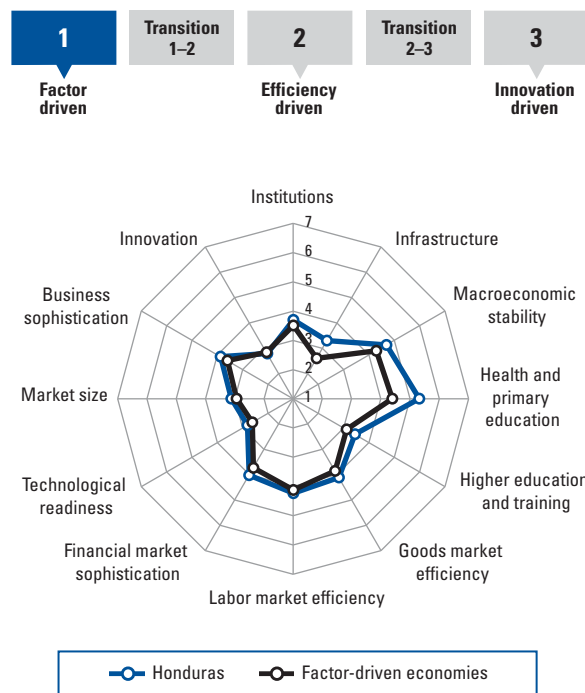 1
Transition
1–2
2
Transition
2–3
3
Factor
driven
Efficiency
driven
Innovation
driven
Institutions
7
6
5
4
3
2
1
Innovation
Infrastructure
Business
sophistication
Macroeconomic
stability
Market size
Health and
primary
education
Technological
readiness
Higher education
and training
Financial market
sophistication
Goods market
efficiency
Labor market efficiency
Honduras
Factor-driven economies